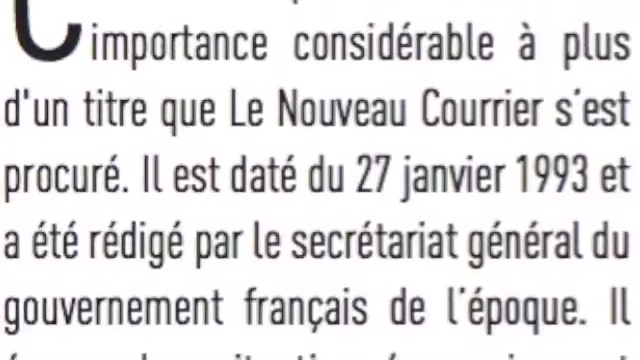 C
importance considérable à plus
d'un titre que Le Nouveau Courrier s'est
procuré. Il est daté du 27 janvier 1993 et
a été rédigé par le secrétariat général du
gouvernement français de l'époque. Il